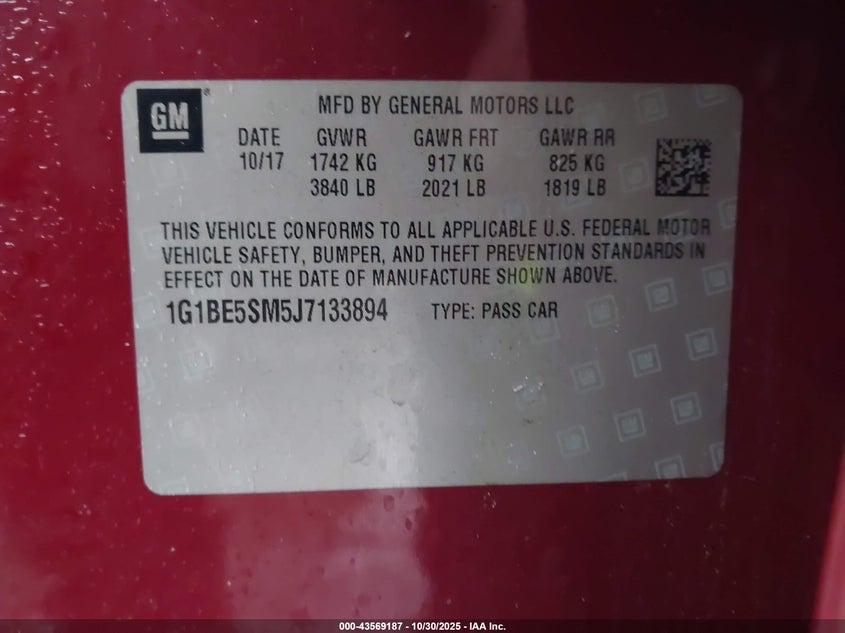 GM
MFD BY GENERAL MOTORS LLC
DATE GVWR GAWR FRT GAWR RR
10/17 1742 KG 917 KG 825 KG
3840 LB 2021 LB 1819 LB
THIS VEHICLE CONFORMS TO ALL APPLICABLE U.S. FEDERAL MOTOR
VEHICLE SAFETY, BUMPER, AND THEFT PREVENTION STANDARDS IN
EFFECT ON THE DATE OF MANUFACTURE SHOWN ABOVE.
1G1BE5SM5J7133894 TYPE: PASS CAR
000-43569187 - 10/30/2025 - IAA Inc.